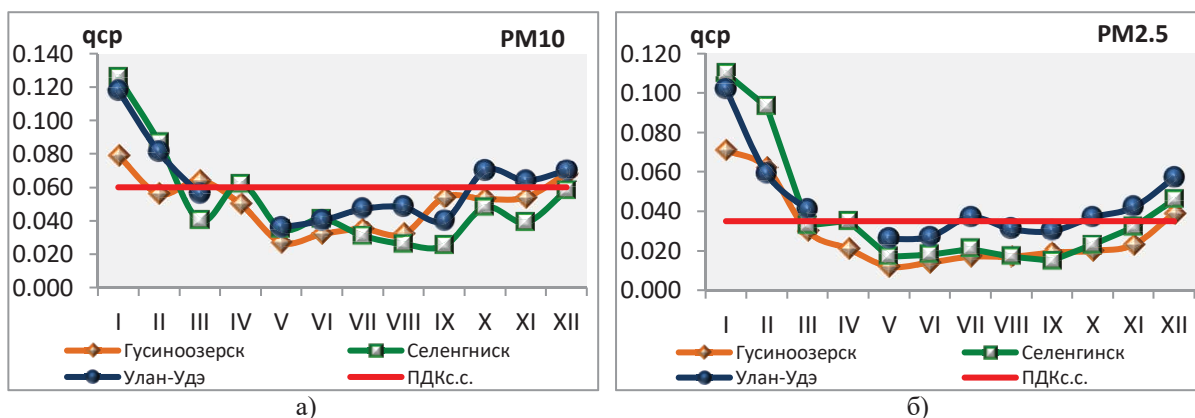 qcp PM10
0.140
0.120
0.100
0.080
0.060
0.040
0.020
0.000
I II III IV V VI VII VIII IX X XI XII
Гусиноозерск Селенгниск
Улан-Удэ ПДКс.с.
а)
qcp PM2.5
0.120
0.100
0.080
0.060
0.040
0.020
0.000
I II III IV V VI VII VIII IX X XI XII
Гусиноозерск Селенгинск
Улан-Удэ ПДКс.с.
б)